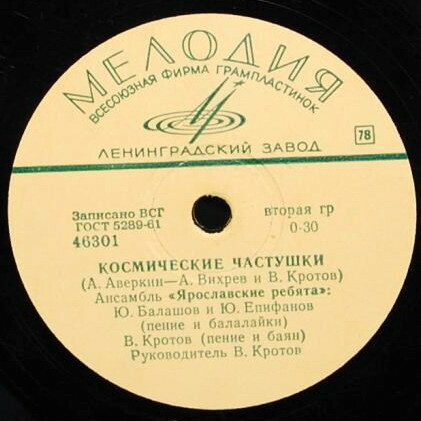 МЕЛОДИЯ
ВСЕСОЮЗНАЯ ФИРМА ГРАМПЛАСТИНОК
78
ЛЕНИНГРАДСКИЙ ЗАВОД
Записано ВСГ
ГОСТ 5289-61
46301
вторая гр
0-30
КОСМИЧЕСКИЕ ЧАСТУШКИ
(А. Аверкин—А. Вихрев и В. Кротов)
Ансамбль «Ярославские ребята»:
Ю. Балашов и Ю. Епифанов
(пение и балалайки)
В. Кротов (пение и баян)
Руководитель В. Кротов